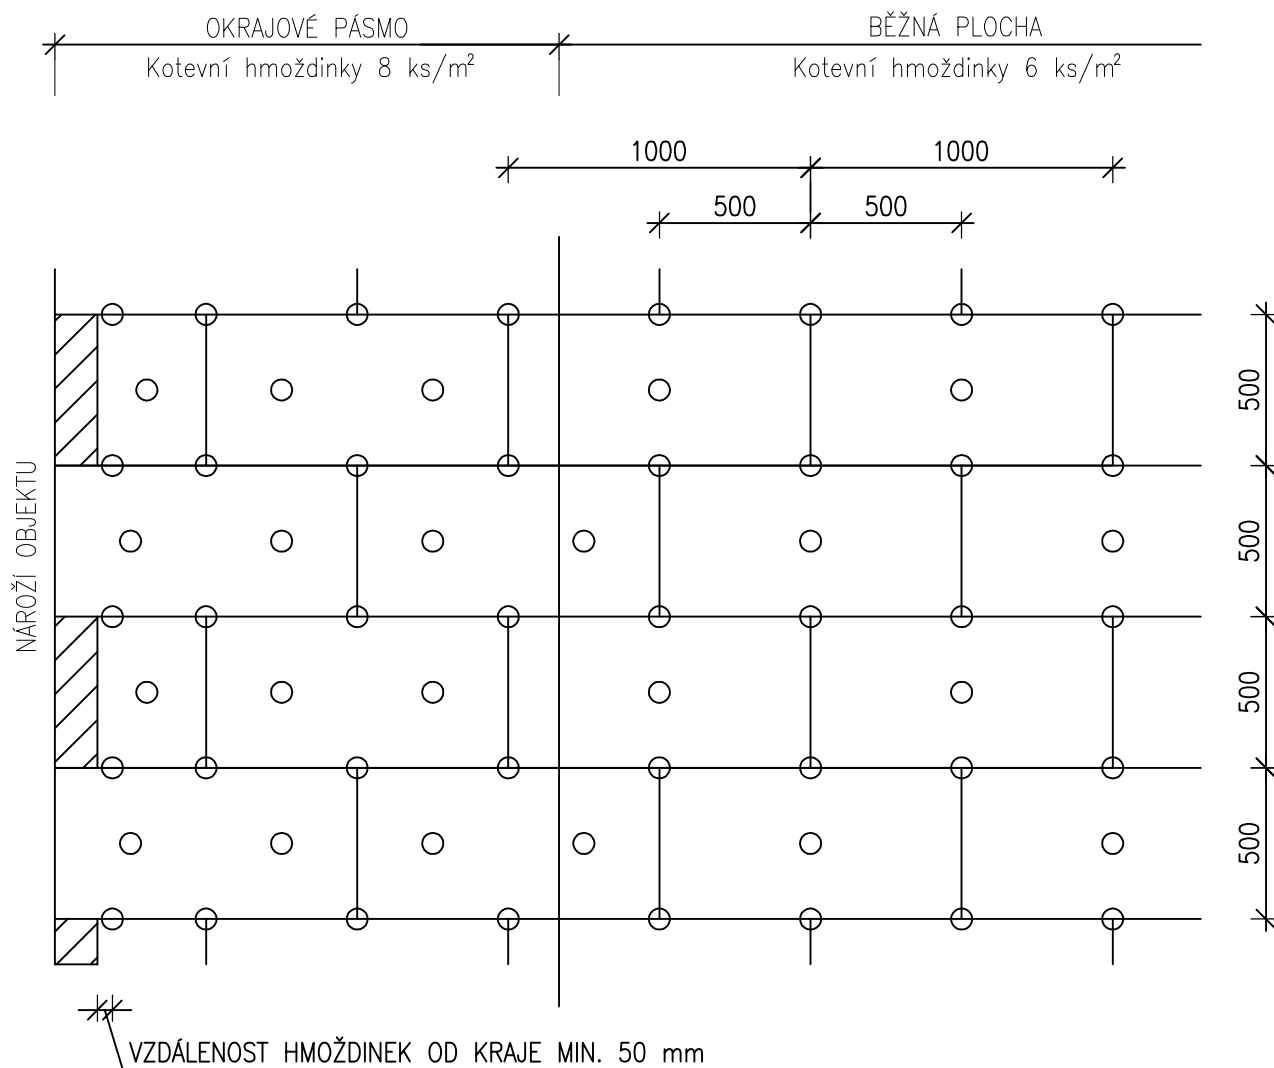 OKRAJOVÉ PÁSMO
BĚŽNÁ PLOCHA
Kotevní hmoždinky 8 ks/m²
Kotevní hmoždinky 6 ks/m²
1000
1000
500
500
500
500
500
500
NÁROŽÍ OBJEKTU
VZDÁLENOST HMOŽDINEK OD KRAJE MIN. 50 mm